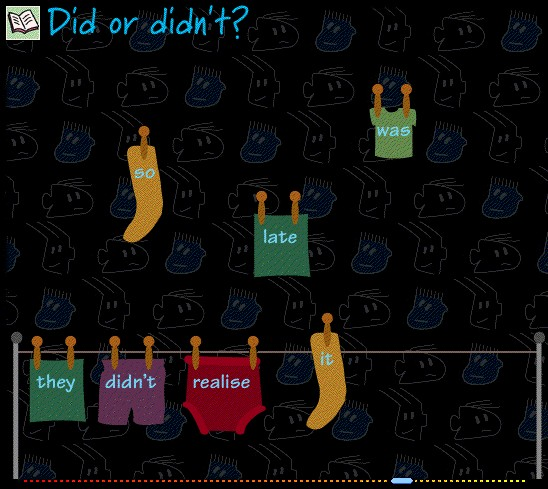 Did or didn't?
was
so
late
it
they didn't realise